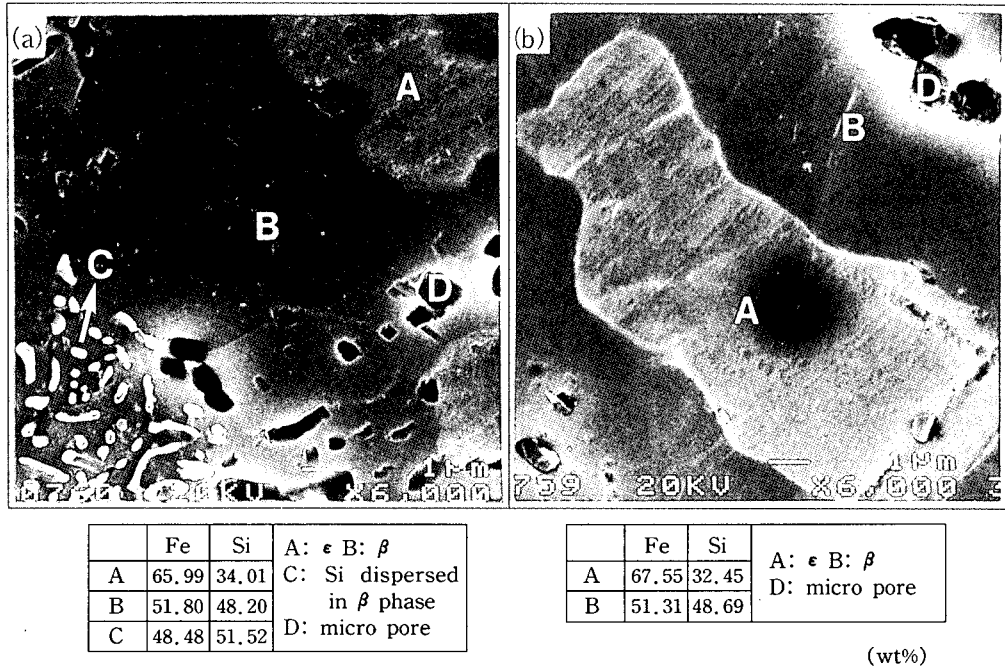 (a)
A
B
C
D
1μm
20KV X6,000
(b)
A
B
D
1μm
759 20KV X6,000 3
Fe Si
A 65.99 34.01
B 51.80 48.20
C 48.48 51.52
A: ε B: β
C: Si dispersed
in β phase
D: micro pore
Fe Si
A 67.55 32.45
B 51.31 48.69
A: ε B: β
D: micro pore
(wt%)